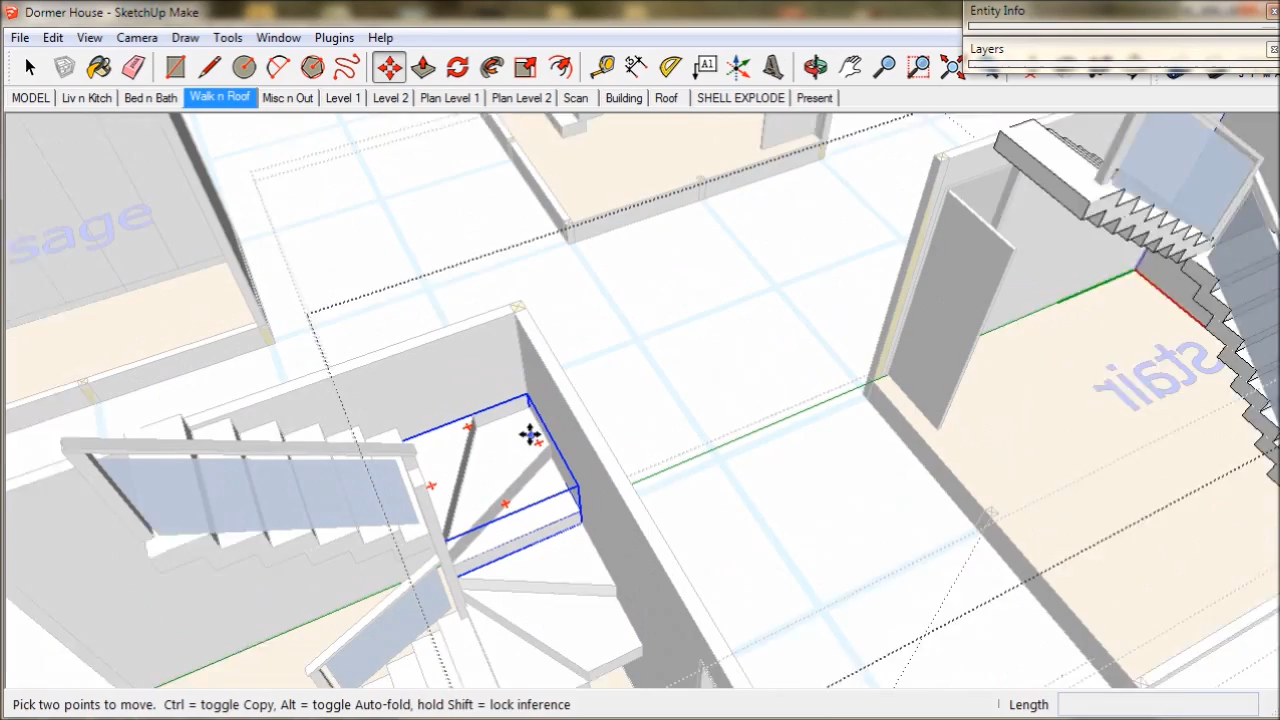 Dormer House - SketchUp Make
Entity Info
File Edit View Camera Draw Tools Window Plugins Help
Layers
A1
MODEL Liv n Kitch Bed n Bath Walk n Roof Misc n Out Level 1 Level 2 Plan Level 1 Plan Level 2 Scan Building Roof SHELL EXPLODE Present
sage
stair
Pick two points to move. Ctrl = toggle Copy, Alt = toggle Auto-fold, hold Shift = lock inference
Length